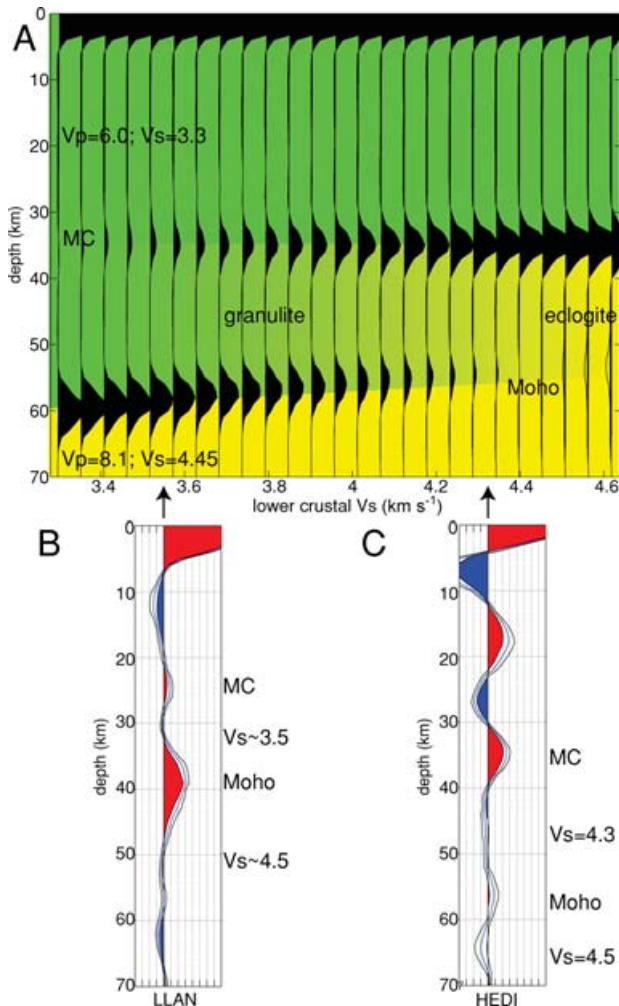 A
0
10
20
30
40
50
60
70
depth (km)
Vp=6.0; Vs=3.3
MC
granulite
eclogite
Moho
Vp=8.1; Vs=4.45
3.4
3.6
3.8
4
4.2
4.4
4.6
lower crustal Vs (km s⁻¹)
B
0
10
20
30
40
50
60
70
depth (km)
MC
Vs~3.5
Moho
Vs~4.5
LLAN
C
0
10
20
30
40
50
60
70
depth (km)
MC
Vs=4.3
Moho
Vs=4.5
HEDI